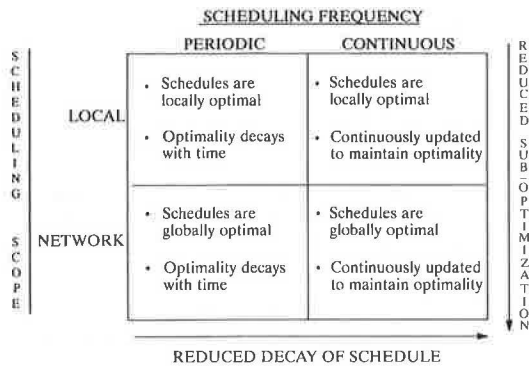 SCHEDULING FREQUENCY
PERIODIC CONTINUOUS
SCHEDULING SCOPE
LOCAL
• Schedules are
locally optimal
• Optimality decays
with time
• Schedules are
locally optimal
• Continuously updated
to maintain optimality
NETWORK
• Schedules are
globally optimal
• Optimality decays
with time
• Schedules are
globally optimal
• Continuously updated
to maintain optimality
REDUCED SUB-OPTIMIZATION
REDUCED DECAY OF SCHEDULE